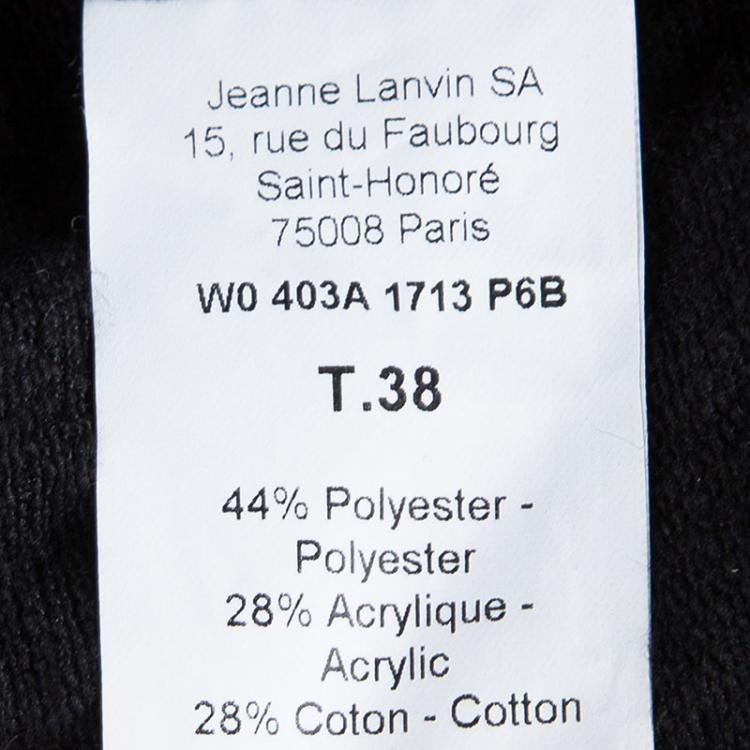 Jeanne Lanvin SA
15, rue du Faubourg
Saint-Honoré
75008 Paris
W0 403A 1713 P6B
T.38
44% Polyester -
Polyester
28% Acrylique -
Acrylic
28% Coton - Cotton